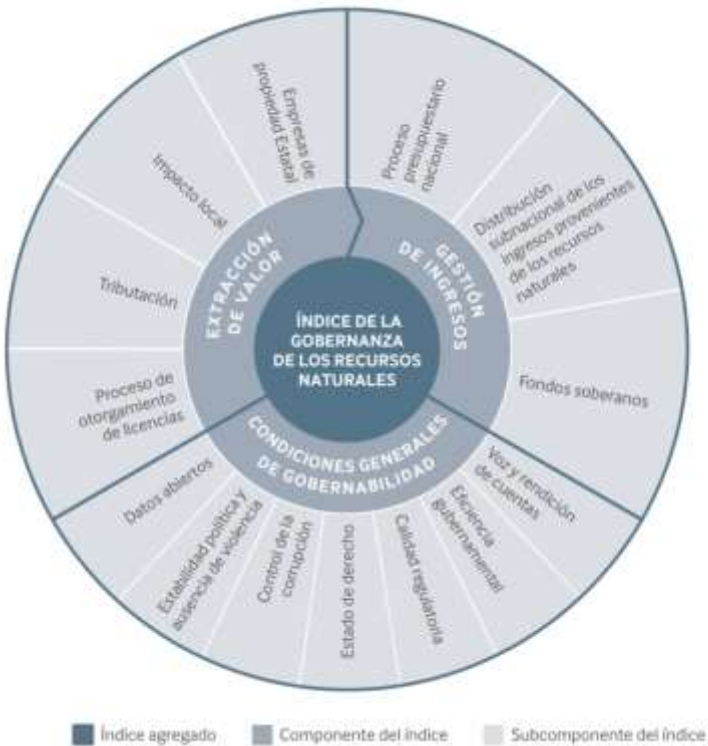 ÍNDICE DE LA
GOBERNANZA
DE LOS RECURSOS
NATURALES
EXTRACCIÓN
DE VALOR
GESTIÓN
DE INGRESOS
CONDICIONES GENERALES
DE GOBERNABILIDAD
Proceso de
otorgamiento
de licencias
Tributación
Impacto local
Empresas de
propiedad Estatal
Proceso
presupuestario
nacional
Distribución
subnacional de los
ingresos provenientes
de los recursos
naturales
Fondos soberanos
Voz y rendición
de cuentas
Eficiencia
gubernamental
Calidad regulatoria
Estado de derecho
Control de la
corrupción
Estabilidad política y
ausencia de violencia
Datos abiertos
Índice agregado
Componente del índice
Subcomponente del índice